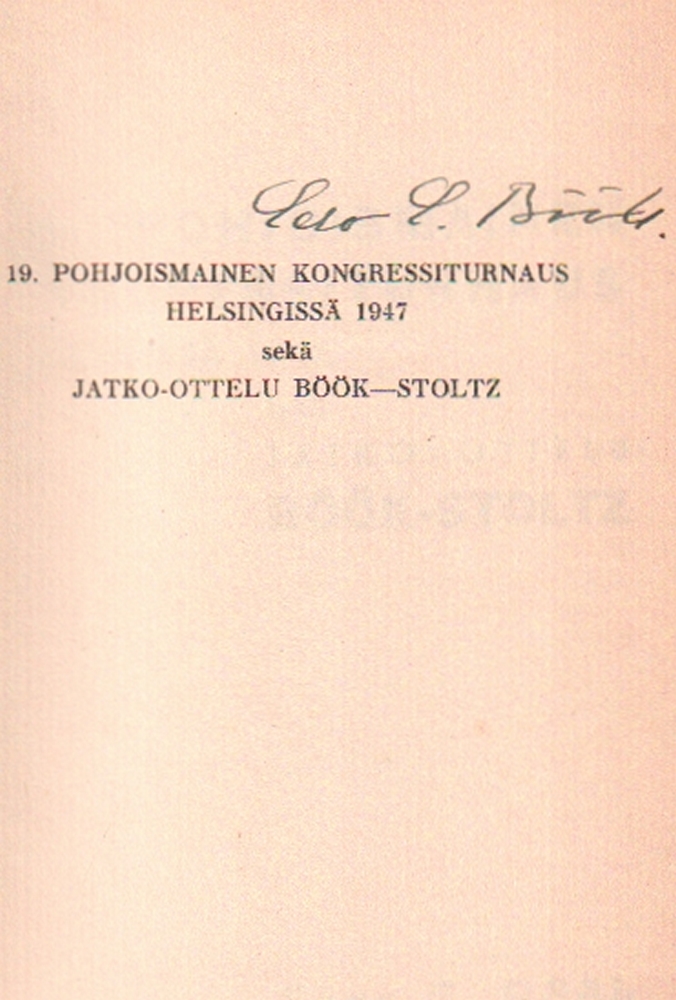 Eero E. Böök.
19. POHJOISMAINEN KONGRESSITURNAUS
HELSINGISSÄ 1947
sekä
JATKO-OTTELU BÖÖK—STOLTZ